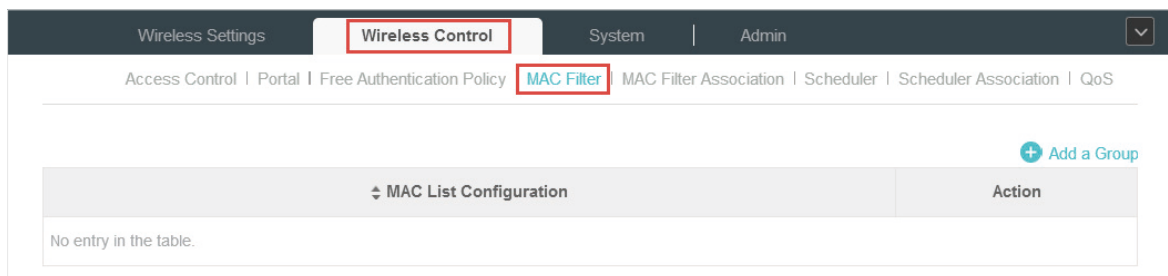 Wireless Settings Wireless Control System | Admin
Access Control | Portal | Free Authentication Policy MAC Filter | MAC Filter Association | Scheduler | Scheduler Association | QoS
Add a Group
MAC List Configuration Action
No entry in the table.